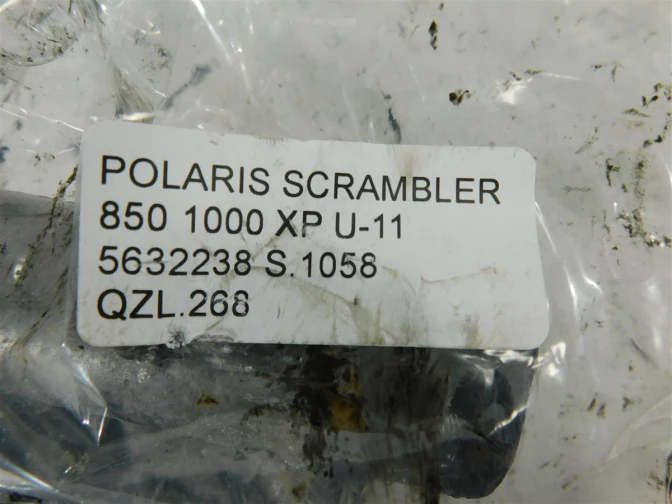 POLARIS SCRAMBLER
850 1000 XP U-11
5632238 S.1058
QZL.268